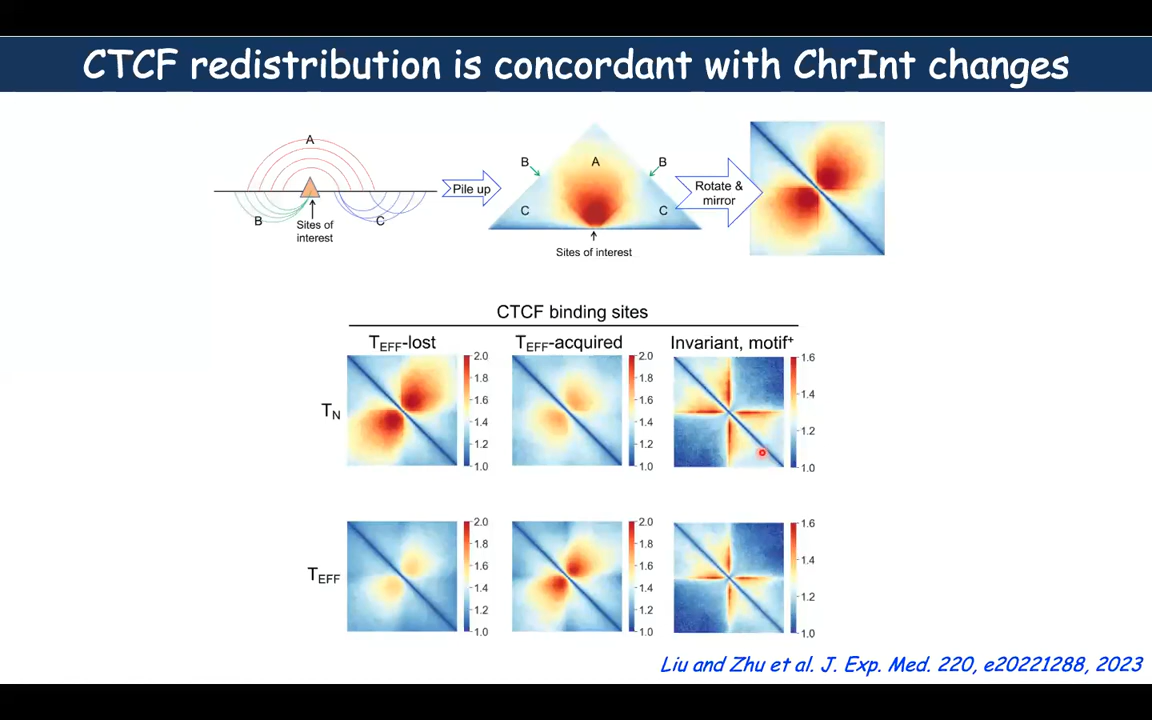 CTCF redistribution is concordant with ChrInt changes
A
B
Sites of
interest
C
Pile up
B
A
B
C
C
Sites of interest
Rotate &
mirror
CTCF binding sites
TEFF-lost
TEFF-acquired
Invariant, motif+
TN
2.0
1.8
1.6
1.4
1.2
1.0
2.0
1.8
1.6
1.4
1.2
1.0
1.6
1.4
1.2
1.0
TEFF
2.0
1.8
1.6
1.4
1.2
1.0
2.0
1.8
1.6
1.4
1.2
1.0
1.6
1.4
1.2
1.0
Liu and Zhu et al. J. Exp. Med. 220, e20221288, 2023